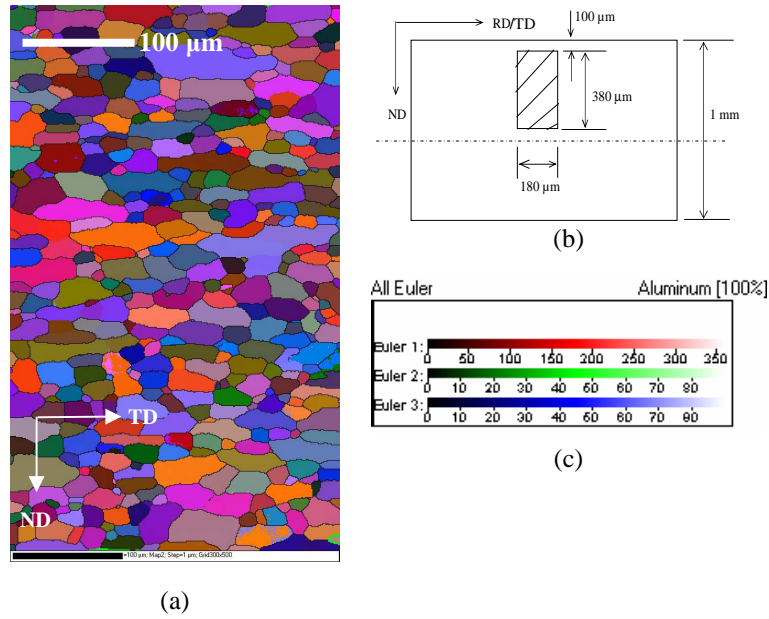 100 µm
TD
ND
=100 µm; Map2; Step=1 µm; Grid300x500
(a)
RD/TD
100 µm
ND
380 µm
1 mm
180 µm
(b)
All Euler Aluminum [100%]
Euler 1: 0 50 100 150 200 250 300 350
Euler 2: 0 10 20 30 40 50 60 70 80
Euler 3: 0 10 20 30 40 50 60 70 80
(c)